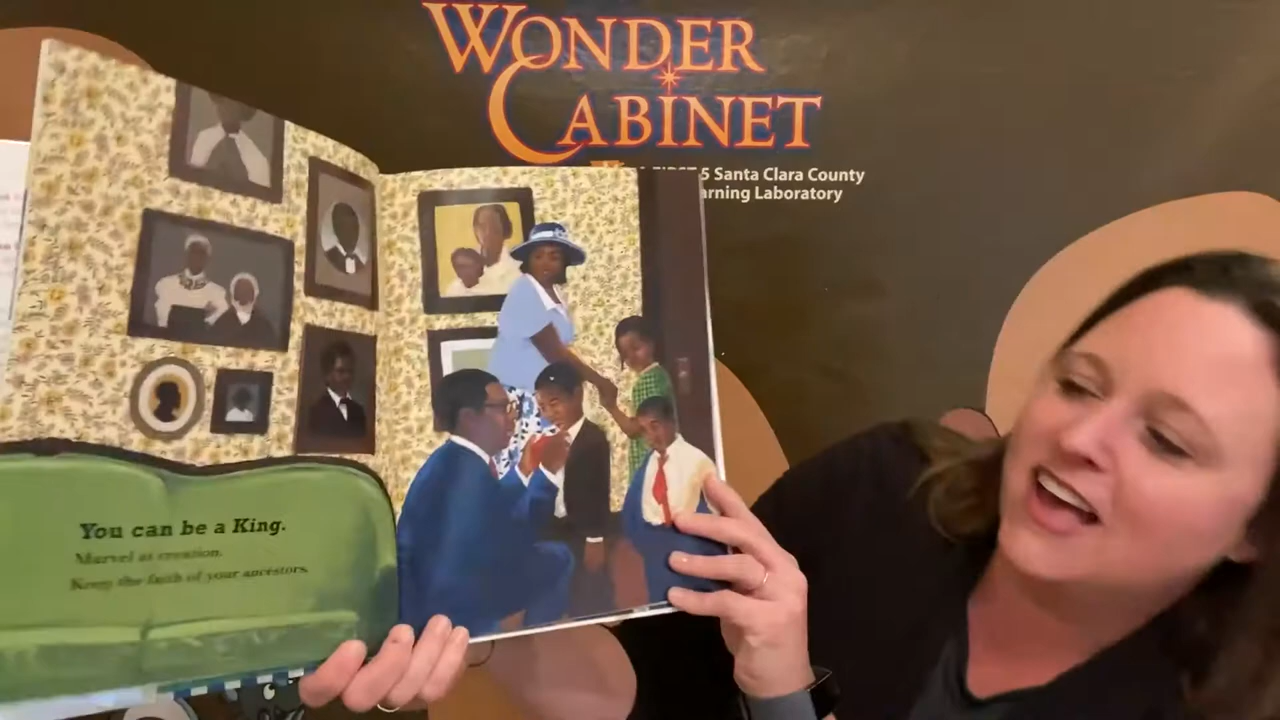 WONDER
CABINET
5 Santa Clara County
arning Laboratory
You can be a King.
Marvel at creation.
Keep the faith of your ancestors.